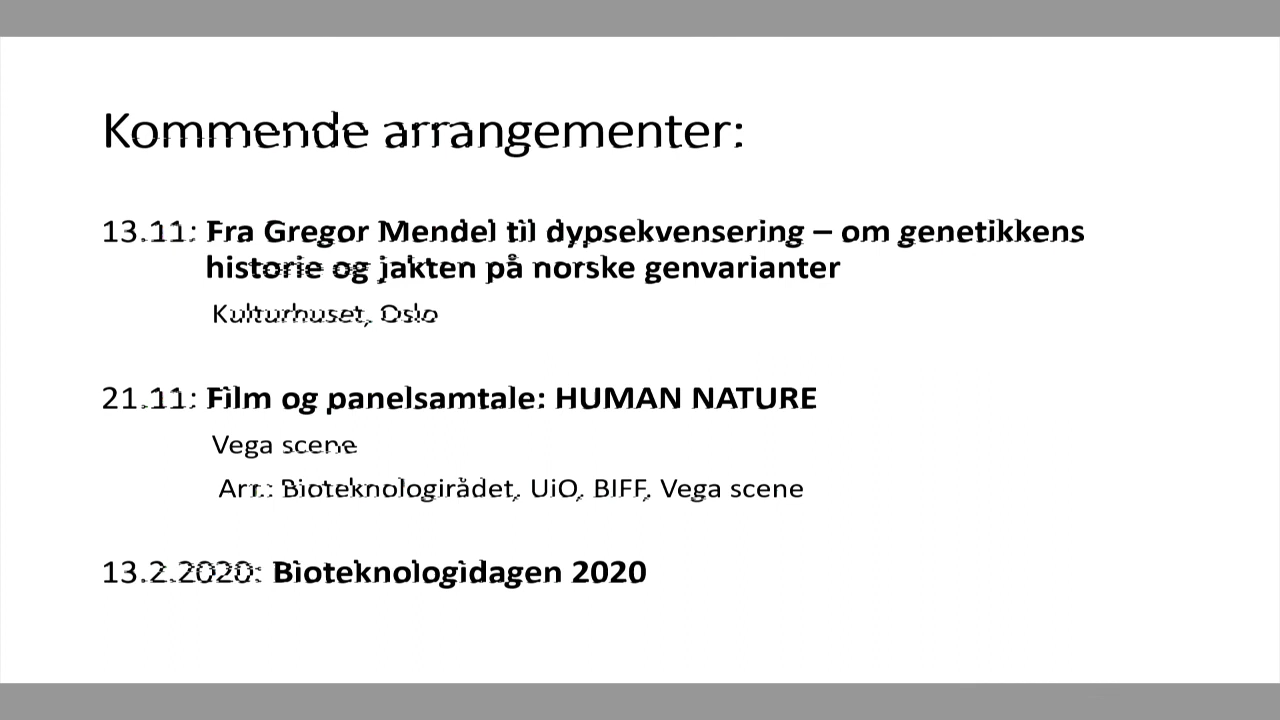 Kommende arrangementer:
13.11: Fra Gregor Mendel til dypsekvensering – om genetikkens
historie og jakten på norske genvarianter
Kulturhuset, Oslo
21.11: Film og panelsamtale: HUMAN NATURE
Vega scene
Arr.: Bioteknologirådet, UiO, BIFF, Vega scene
13.2.2020: Bioteknologidagen 2020